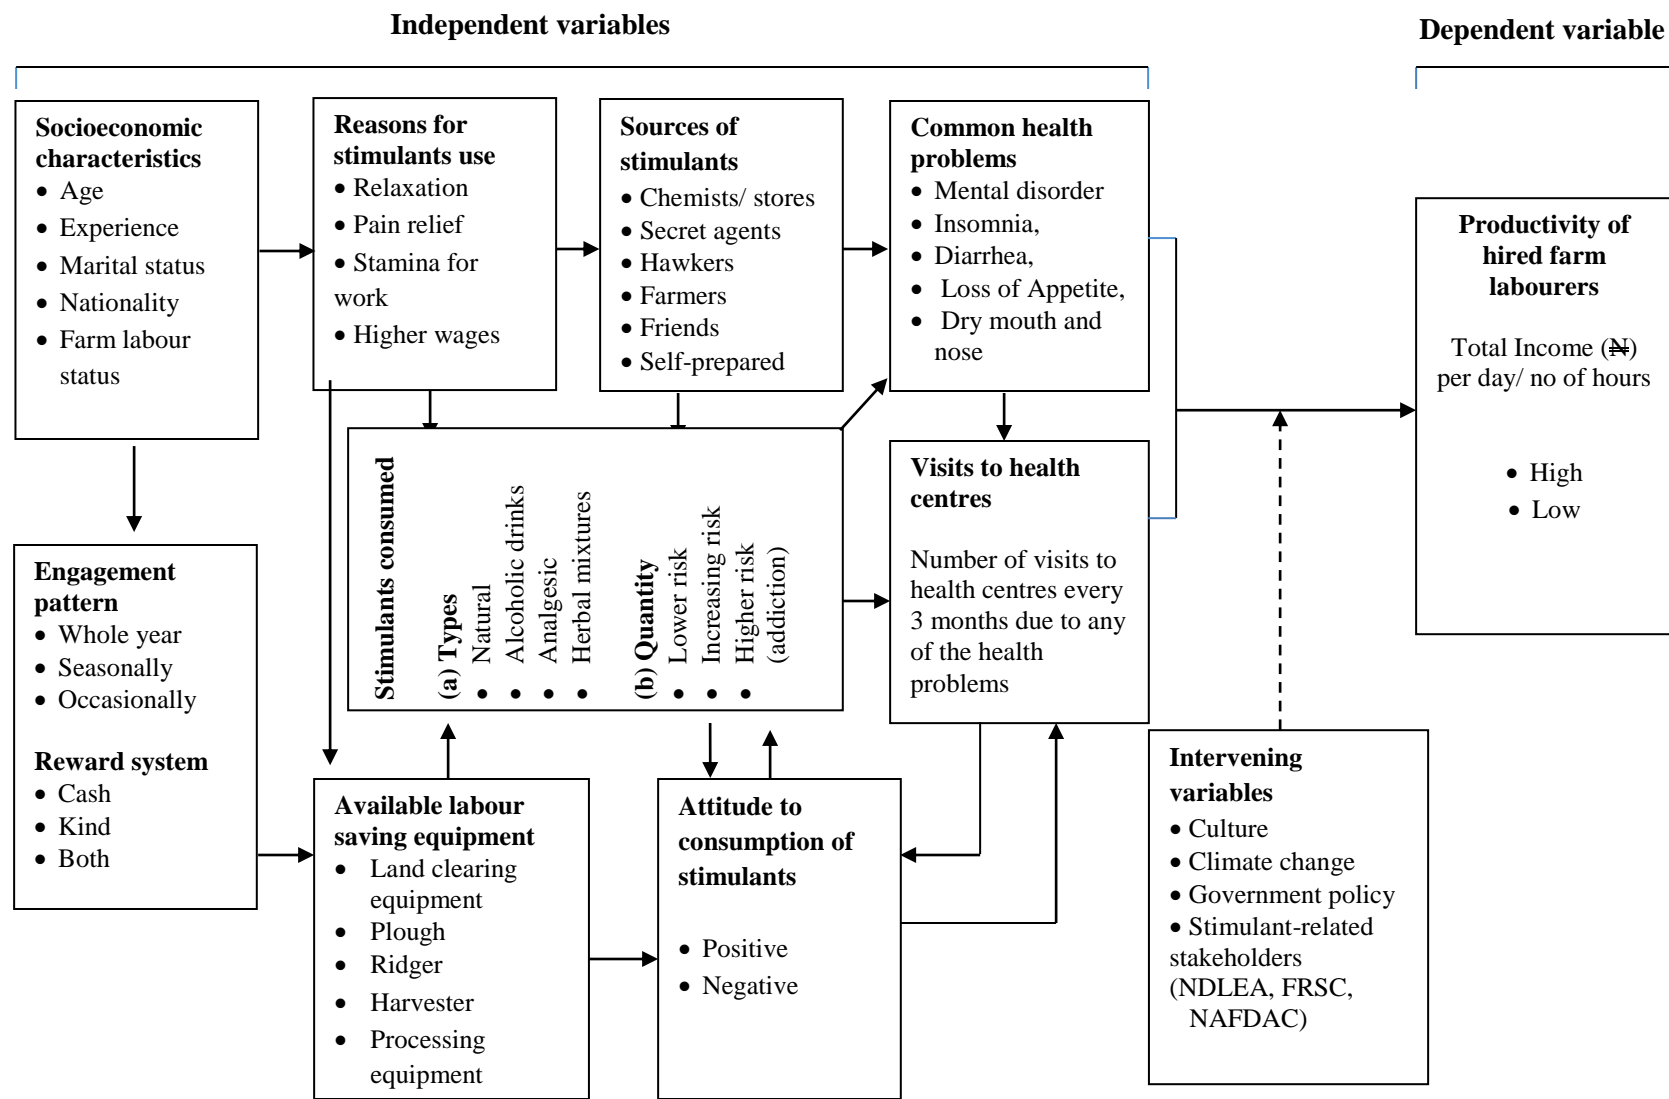 Independent variables
Dependent variable
Socioeconomic
characteristics
• Age
• Experience
• Marital status
• Nationality
• Farm labour
status
Reasons for
stimulants use
• Relaxation
• Pain relief
• Stamina for
work
• Higher wages
Sources of
stimulants
• Chemists/ stores
• Secret agents
• Hawkers
• Farmers
• Friends
• Self-prepared
Common health
problems
• Mental disorder
• Insomnia,
• Diarrhea,
• Loss of Appetite,
• Dry mouth and
nose
Productivity of
hired farm
labourers
Total Income (₦)
per day/ no of hours
• High
• Low
Stimulants consumed
(a) Types
• Natural
• Alcoholic drinks
• Analgesic
• Herbal mixtures
(b) Quantity
• Lower risk
• Increasing risk
• Higher risk
(addiction)
Visits to health
centres
Number of visits to
health centres every
3 months due to any
of the health
problems
Engagement
pattern
• Whole year
• Seasonally
• Occasionally
Reward system
• Cash
• Kind
• Both
Available labour
saving equipment
• Land clearing
equipment
• Plough
• Ridger
• Harvester
• Processing
equipment
Attitude to
consumption of
stimulants
• Positive
• Negative
Intervening
variables
• Culture
• Climate change
• Government policy
• Stimulant-related
stakeholders
(NDLEA, FRSC,
NAFDAC)